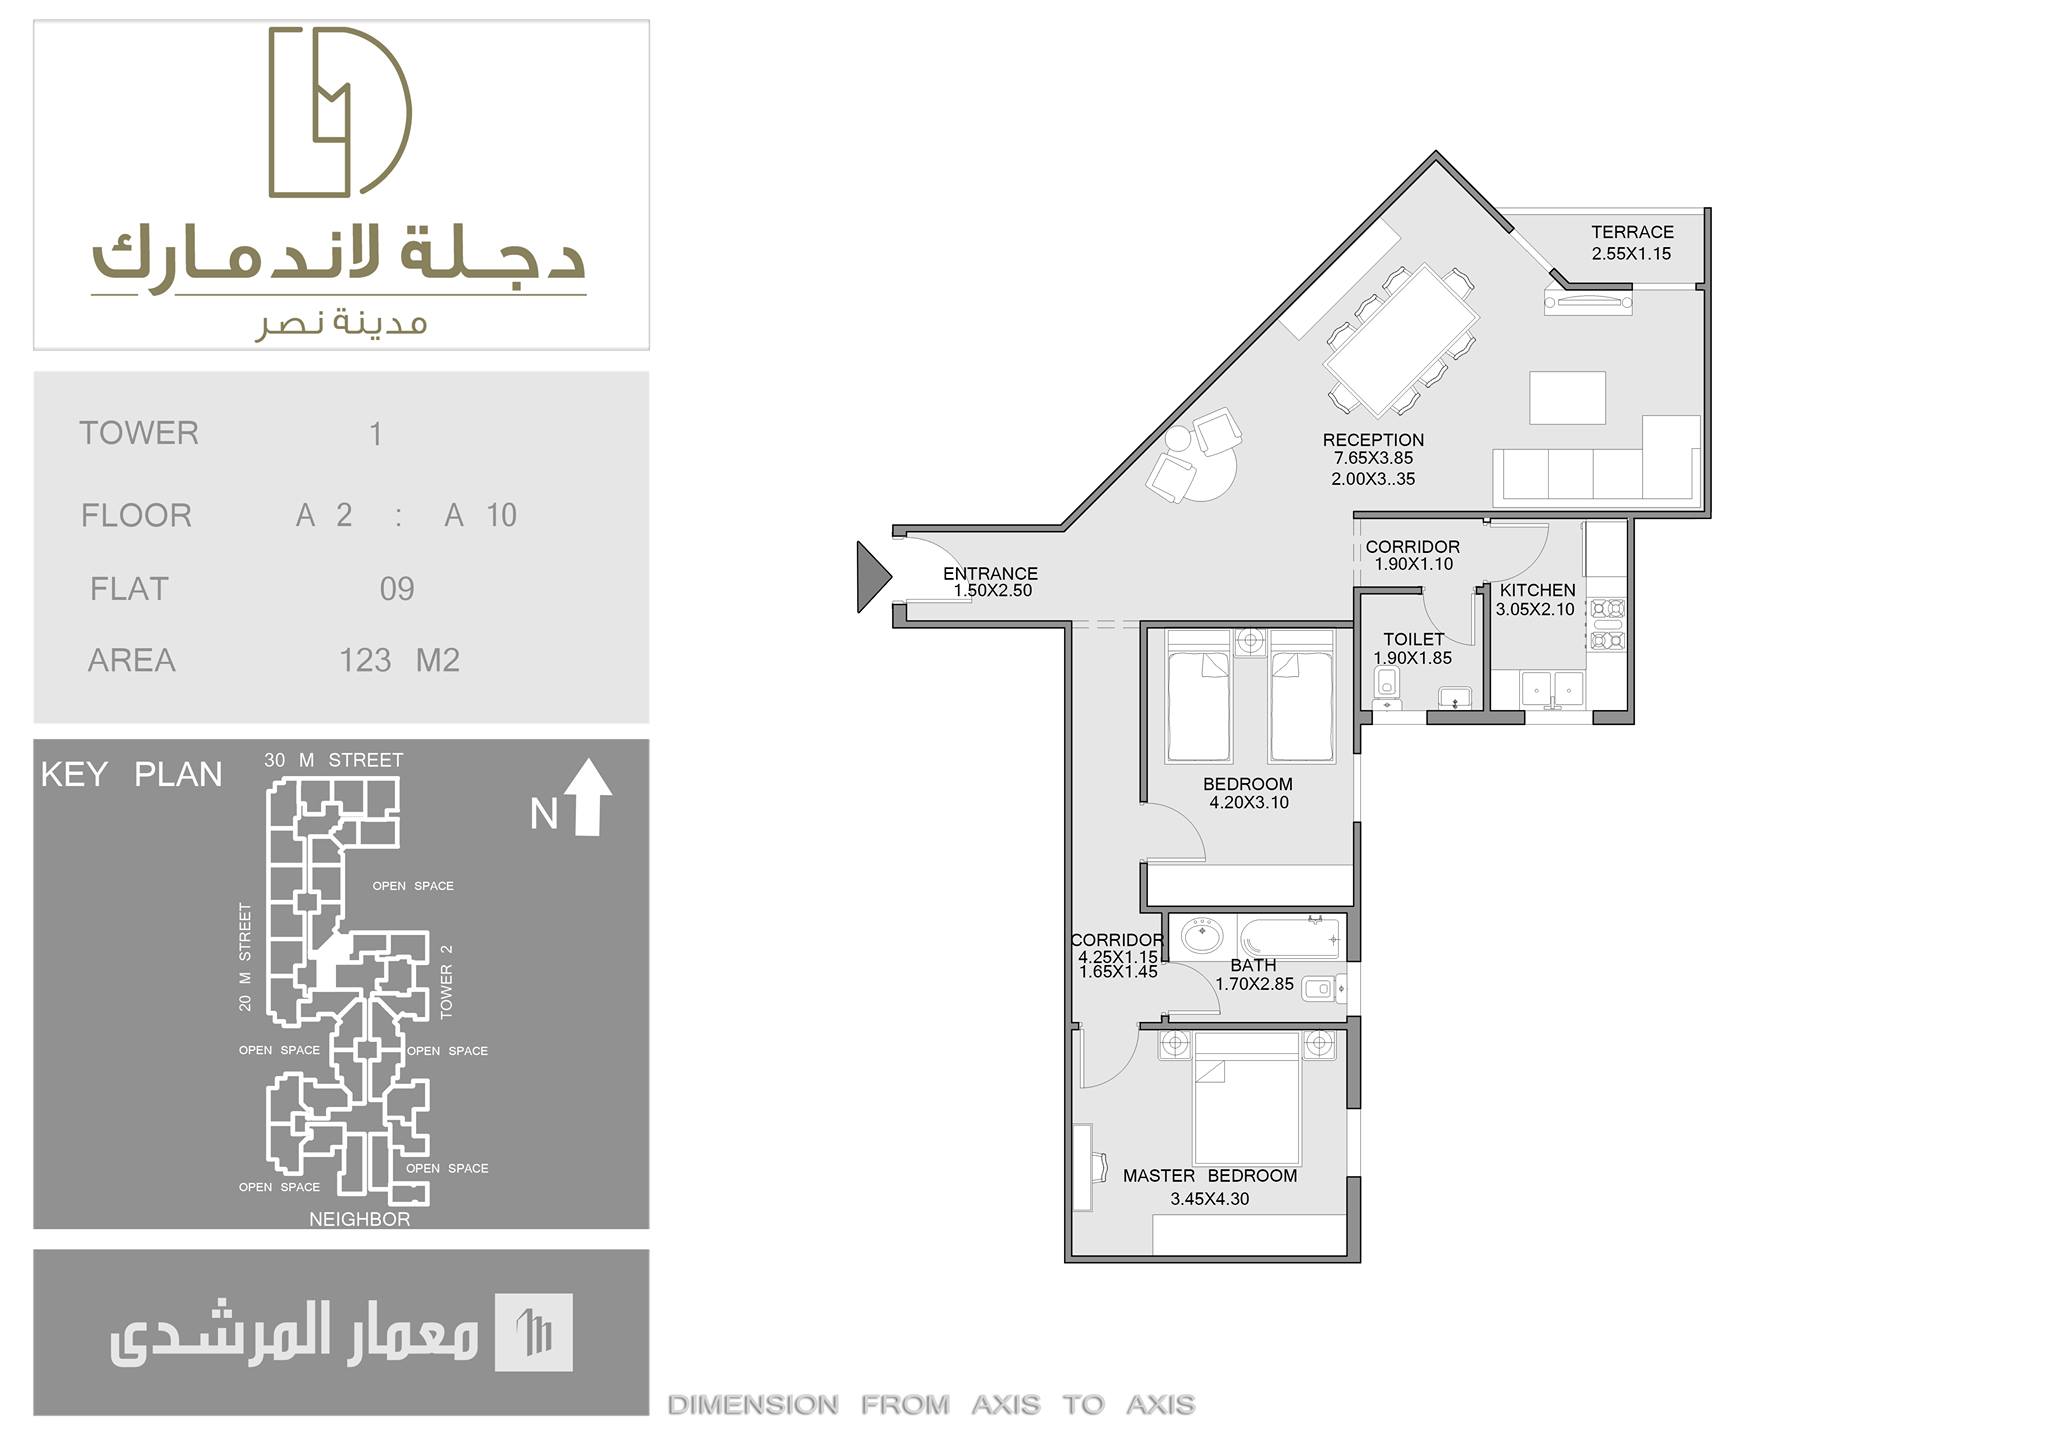 دجلة لاندمارك
مدينة نصر
TOWER 1
FLOOR A 2 : A 10
FLAT 09
AREA 123 M2
KEY PLAN
30 M STREET
N
OPEN SPACE
20 M STREET
TOWER 2
OPEN SPACE
OPEN SPACE
OPEN SPACE
OPEN SPACE
NEIGHBOR
معمار المرشدى
TERRACE
2.55X1.15
RECEPTION
7.65X3.85
2.00X3..35
CORRIDOR
1.90X1.10
ENTRANCE
1.50X2.50
KITCHEN
3.05X2.10
TOILET
1.90X1.85
BEDROOM
4.20X3.10
CORRIDOR
4.25X1.15
1.65X1.45
BATH
1.70X2.85
MASTER BEDROOM
3.45X4.30
DIMENSION FROM AXIS TO AXIS